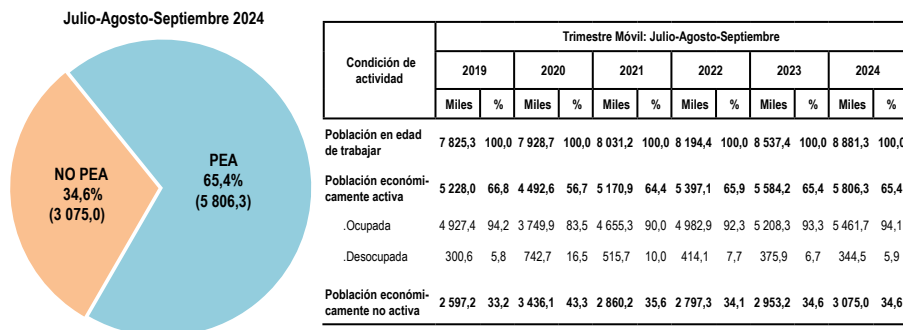 Julio-Agosto-Septiembre 2024
PEA
65,4%
(5 806,3)
NO PEA
34,6%
(3 075,0)
Condición de
actividad
Trimestre Móvil: Julio-Agosto-Septiembre
2019 2020 2021 2022 2023 2024
Miles % Miles % Miles % Miles % Miles % Miles %
Población en edad
de trabajar 7 825,3 100,0 7 928,7 100,0 8 031,2 100,0 8 194,4 100,0 8 537,4 100,0 8 881,3 100,0
Población económi-
camente activa 5 228,0 66,8 4 492,6 56,7 5 170,9 64,4 5 397,1 65,9 5 584,2 65,4 5 806,3 65,4
.Ocupada 4 927,4 94,2 3 749,9 83,5 4 655,3 90,0 4 982,9 92,3 5 208,3 93,3 5 461,7 94,1
.Desocupada 300,6 5,8 742,7 16,5 515,7 10,0 414,1 7,7 375,9 6,7 344,5 5,9
Población económi-
camente no activa 2 597,2 33,2 3 436,1 43,3 2 860,2 35,6 2 797,3 34,1 2 953,2 34,6 3 075,0 34,6